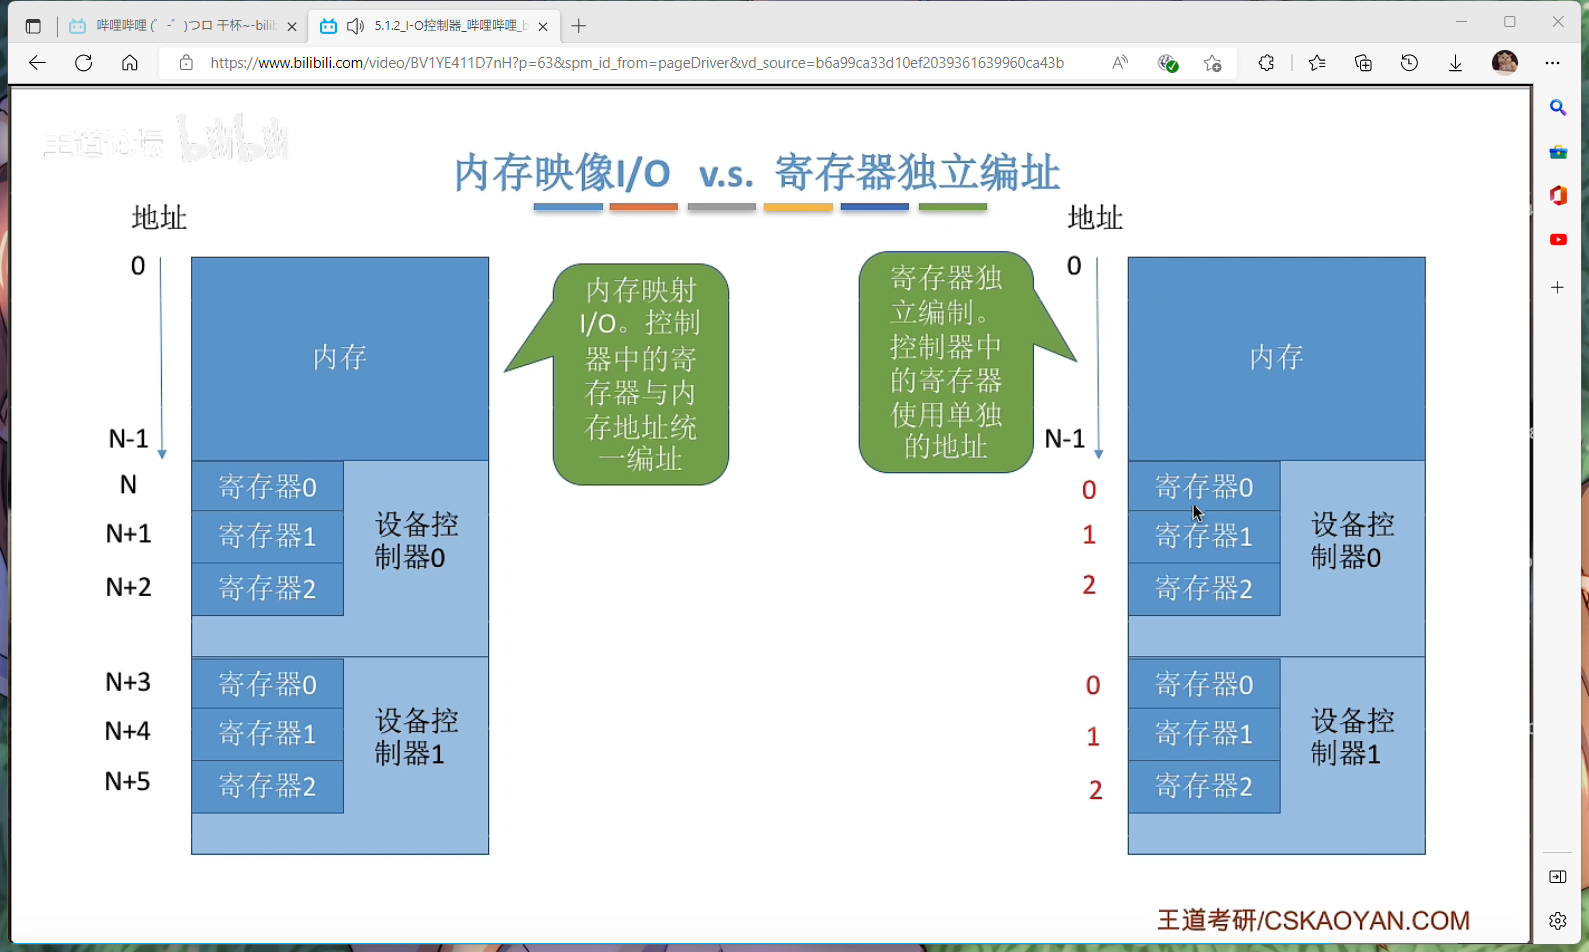 哔哩哔哩 (゜-゜)つロ 干杯~-bili
5.1.2_I-O控制器_哔哩哔哩_b
https://www.bilibili.com/video/BV1YE411D7nH?p=63&spm_id_from=pageDriver&vd_source=b6a99ca33d10ef2039361639960ca43b
王道论坛 bilibili
内存映像I/O v.s. 寄存器独立编址
地址
0
内存
N-1
N
寄存器0
N+1
寄存器1
N+2
寄存器2
设备控
制器0
N+3
寄存器0
N+4
寄存器1
N+5
寄存器2
设备控
制器1
内存映射
I/O。控制
器中的寄
存器与内
存地址统
一编址
寄存器独
立编制。
控制器中
的寄存器
使用单独
的地址
地址
0
内存
N-1
0
寄存器0
1
寄存器1
2
寄存器2
设备控
制器0
0
寄存器0
1
寄存器1
2
寄存器2
设备控
制器1
王道考研/CSKAOYAN.COM